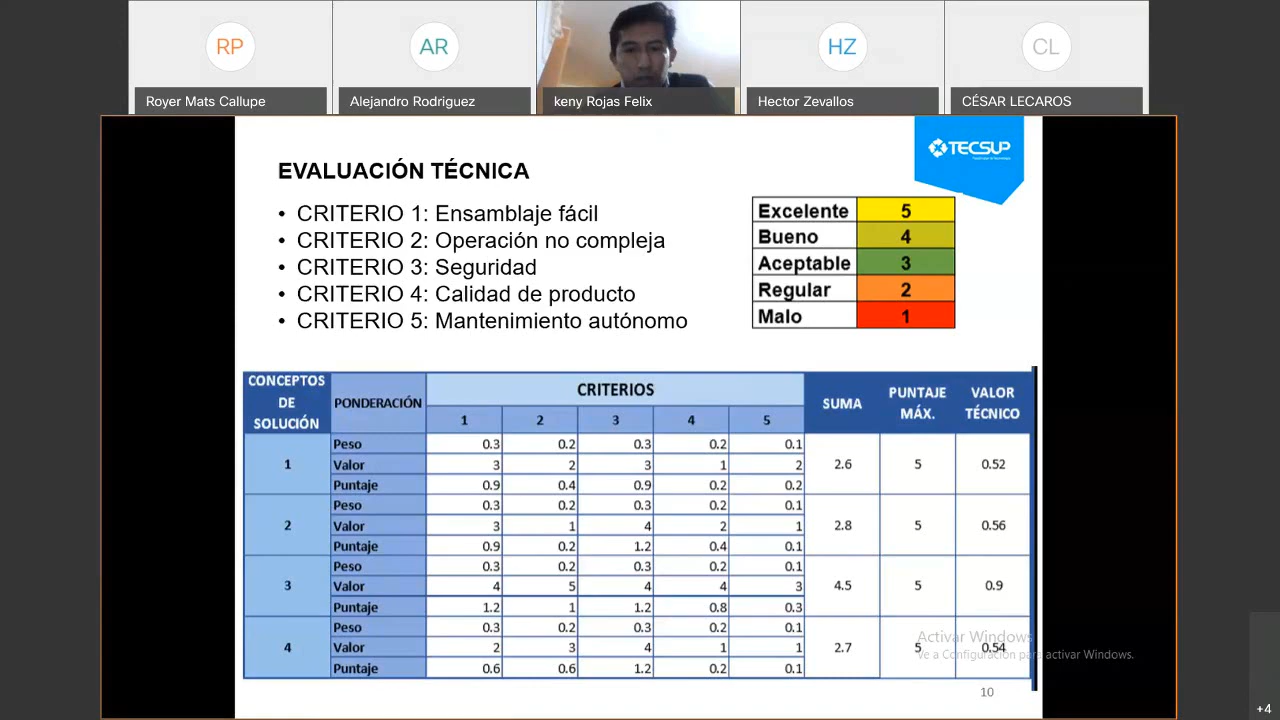 RP
AR
HZ
CL
Royer Mats Callupe
Alejandro Rodriguez
keny Rojas Felix
Hector Zevallos
CÉSAR LECAROS
TECSUP
EVALUACIÓN TÉCNICA
• CRITERIO 1: Ensamblaje fácil
• CRITERIO 2: Operación no compleja
• CRITERIO 3: Seguridad
• CRITERIO 4: Calidad de producto
• CRITERIO 5: Mantenimiento autónomo
Excelente 5
Bueno 4
Aceptable 3
Regular 2
Malo 1
CONCEPTOS DE SOLUCIÓN PONDERACIÓN CRITERIOS SUMA PUNTAJE MÁX. VALOR TÉCNICO
1 2 3 4 5
Peso 0.3 0.2 0.3 0.2 0.1
1 Valor 3 2 3 1 2 2.6 5 0.52
Puntaje 0.9 0.4 0.9 0.2 0.2
Peso 0.3 0.2 0.3 0.2 0.1
2 Valor 3 1 4 2 1 2.8 5 0.56
Puntaje 0.9 0.2 1.2 0.4 0.1
Peso 0.3 0.2 0.3 0.2 0.1
3 Valor 4 5 4 4 3 4.5 5 0.9
Puntaje 1.2 1 1.2 0.8 0.3
Peso 0.3 0.2 0.3 0.2 0.1
4 Valor 2 3 4 1 1 2.7 5 0.54
Puntaje 0.6 0.6 1.2 0.2 0.1
Activar Windows
Ve a Configuración para activar Windows.
10
+4